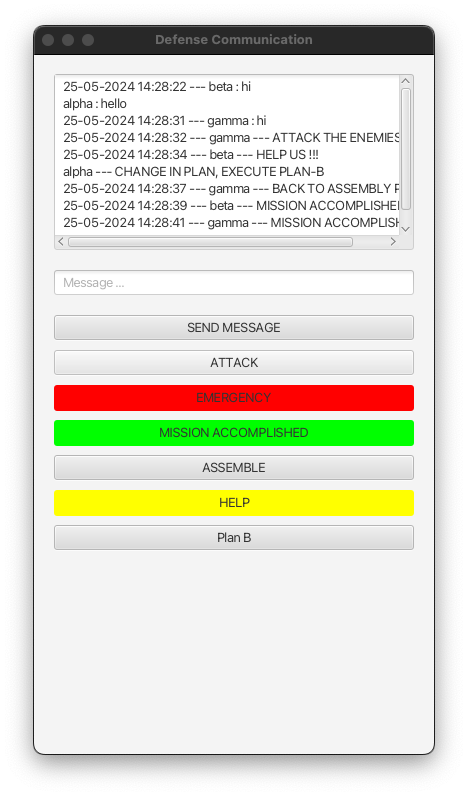 Defense Communication
25-05-2024 14:28:22 --- beta : hi
alpha : hello
25-05-2024 14:28:31 --- gamma : hi
25-05-2024 14:28:32 --- gamma --- ATTACK THE ENEMIES
25-05-2024 14:28:34 --- beta --- HELP US !!!
alpha --- CHANGE IN PLAN, EXECUTE PLAN-B
25-05-2024 14:28:37 --- gamma --- BACK TO ASSEMBLY
25-05-2024 14:28:39 --- beta --- MISSION ACCOMPLISHED
25-05-2024 14:28:41 --- gamma --- MISSION ACCOMPLISH
Message ...
SEND MESSAGE
ATTACK
EMERGENCY
MISSION ACCOMPLISHED
ASSEMBLE
HELP
Plan B